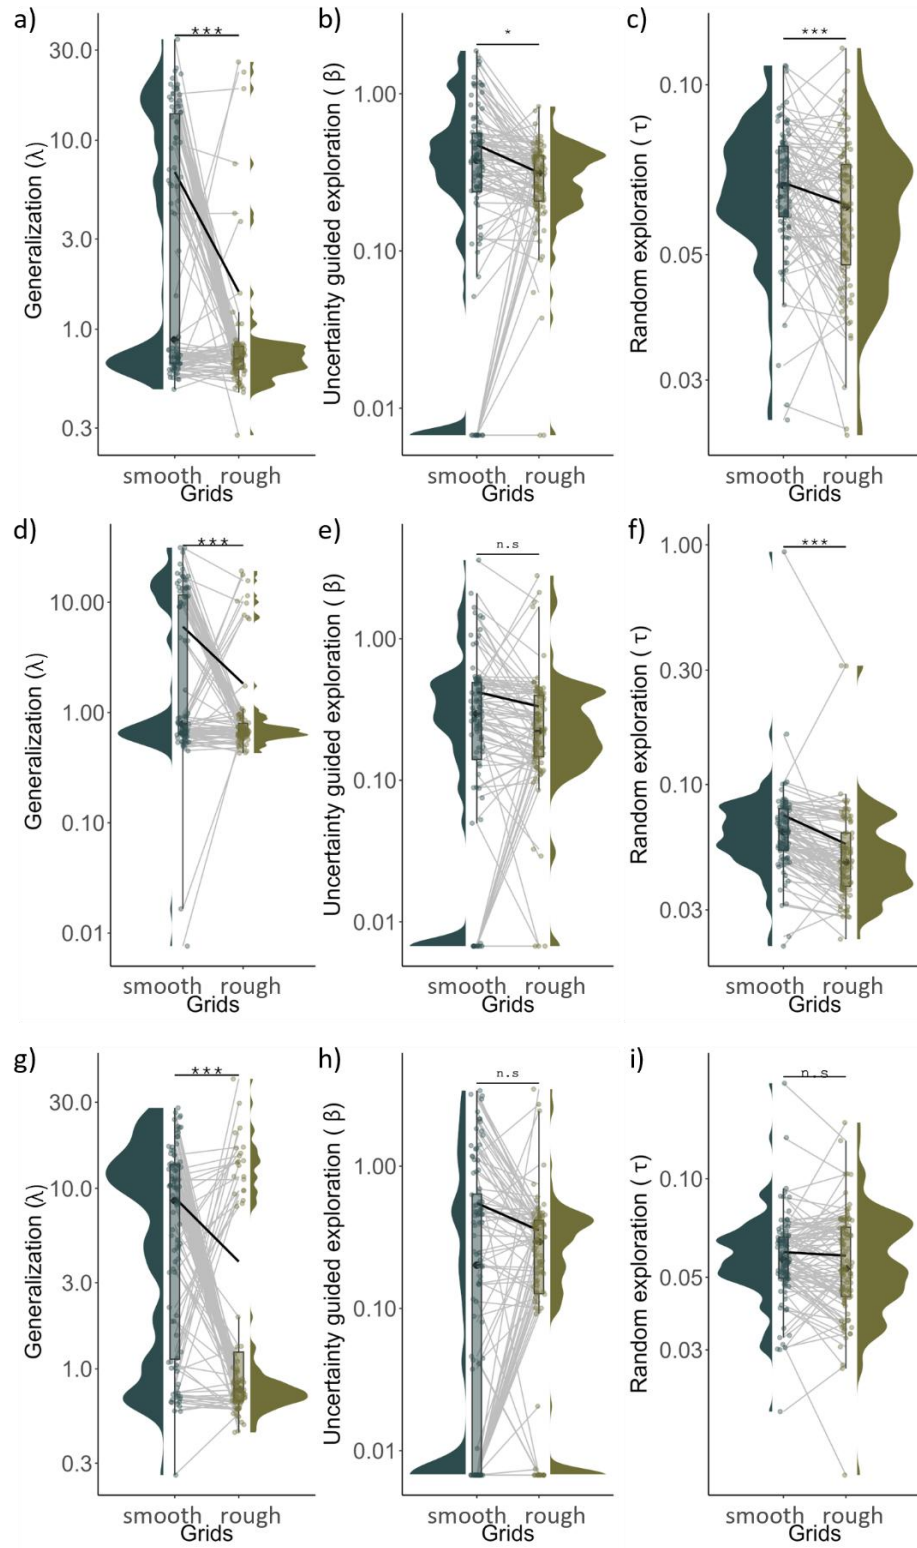 a)
***
Generalization (λ)
30.0
10.0
3.0
1.0
0.3
smooth rough
Grids
b)
*
Uncertainty guided exploration ( β)
1.00
0.10
0.01
smooth rough
Grids
c)
***
Random exploration ( τ)
0.10
0.05
0.03
smooth rough
Grids
d)
***
Generalization (λ)
10.00
1.00
0.10
0.01
smooth rough
Grids
e)
n.s
Uncertainty guided exploration ( β)
1.00
0.10
0.01
smooth rough
Grids
f)
***
Random exploration ( τ)
1.00
0.30
0.10
0.03
smooth rough
Grids
g)
***
Generalization (λ)
30.0
10.0
3.0
1.0
0.3
smooth rough
Grids
h)
n.s
Uncertainty guided exploration ( β)
1.00
0.10
0.01
smooth rough
Grids
i)
n.s
Random exploration ( τ)
0.10
0.05
0.03
smooth rough
Grids